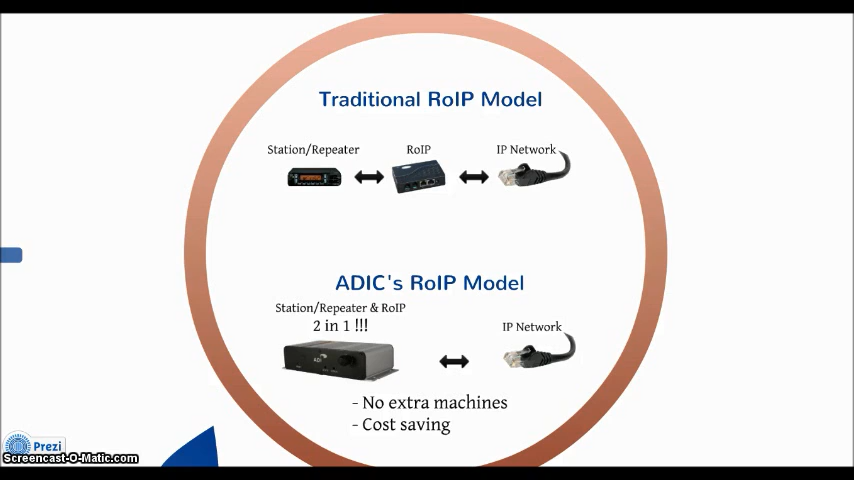 Traditional RoIP Model
Station/Repeater
RoIP
IP Network
ADIC's RoIP Model
Station/Repeater & RoIP
2 in 1 !!!
IP Network
ADI
- No extra machines
- Cost saving
Prezi
Screencast-O-Matic.com